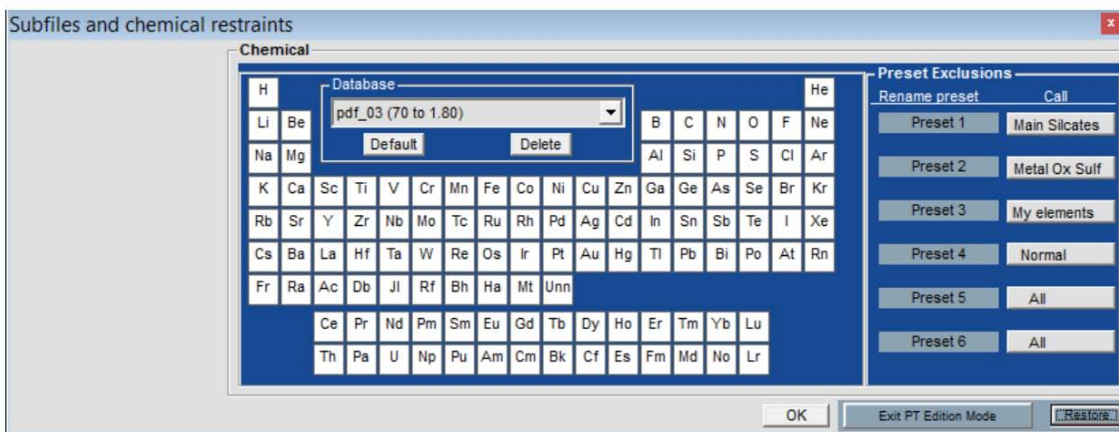 Subfiles and chemical restraints
x
Chemical
Database
pdf_03 (70 to 1.80)
Default Delete
H He
Li Be B C N O F Ne
Na Mg Al Si P S Cl Ar
K Ca Sc Ti V Cr Mn Fe Co Ni Cu Zn Ga Ge As Se Br Kr
Rb Sr Y Zr Nb Mo Tc Ru Rh Pd Ag Cd In Sn Sb Te I Xe
Cs Ba La Hf Ta W Re Os Ir Pt Au Hg Tl Pb Bi Po At Rn
Fr Ra Ac Db Jl Rf Bh Ha Mt Unn
Ce Pr Nd Pm Sm Eu Gd Tb Dy Ho Er Tm Yb Lu
Th Pa U Np Pu Am Cm Bk Cf Es Fm Md No Lr
Preset Exclusions
Rename preset Call
Preset 1 Main Silcates
Preset 2 Metal Ox Sulf
Preset 3 My elements
Preset 4 Normal
Preset 5 All
Preset 6 All
OK Exit PT Edition Mode Restore